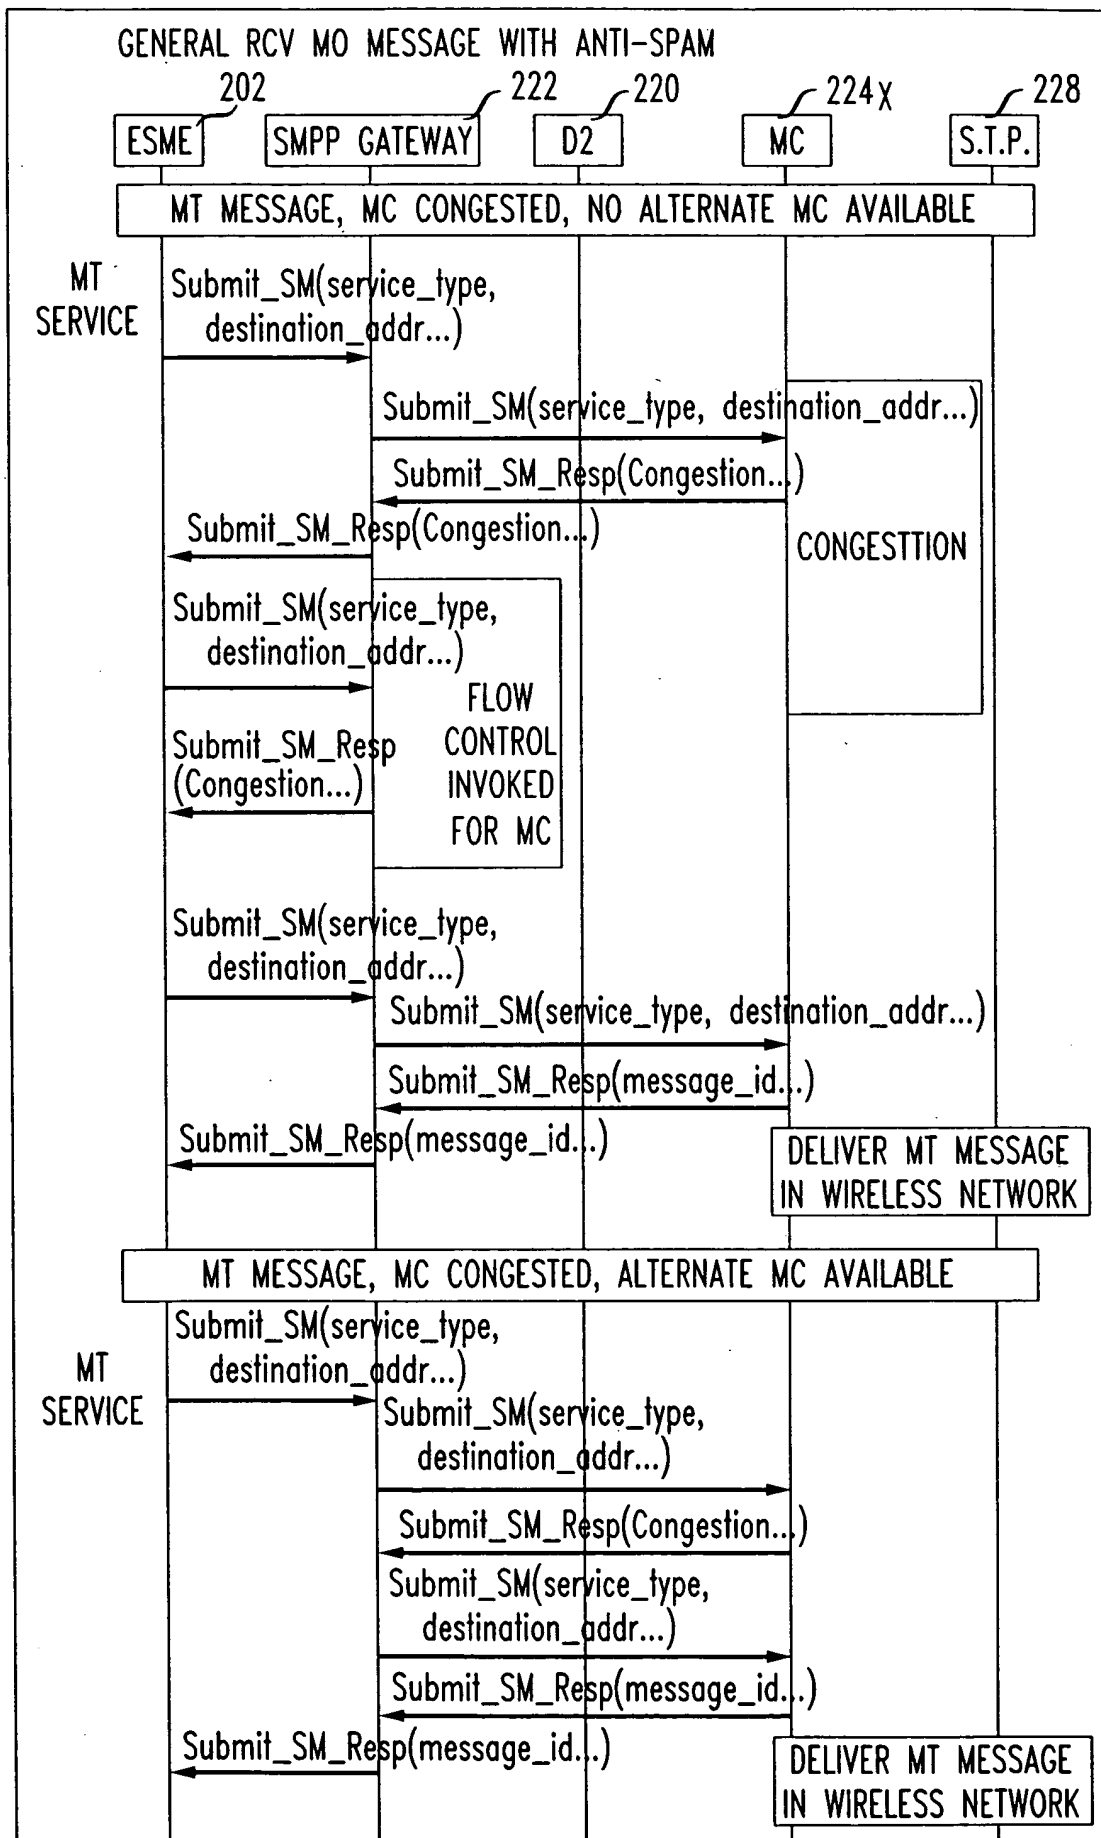 GENERAL RCV MO MESSAGE WITH ANTI-SPAM
202
222
220
224X
228
ESME
SMPP GATEWAY
D2
MC
S.T.P.
MT MESSAGE, MC CONGESTED, NO ALTERNATE MC AVAILABLE
MT
SERVICE
Submit_SM(service_type,
destination_addr...)
Submit_SM(service_type, destination_addr...)
Submit_SM_Resp(Congestion...)
Submit_SM_Resp(Congestion...)
CONGESTTION
Submit_SM(service_type,
destination_addr...)
FLOW
CONTROL
INVOKED
FOR MC
Submit_SM_Resp
(Congestion...)
Submit_SM(service_type,
destination_addr...)
Submit_SM(service_type, destination_addr...)
Submit_SM_Resp(message_id...)
Submit_SM_Resp(message_id...)
DELIVER MT MESSAGE
IN WIRELESS NETWORK
MT MESSAGE, MC CONGESTED, ALTERNATE MC AVAILABLE
MT
SERVICE
Submit_SM(service_type,
destination_addr...)
Submit_SM(service_type,
destination_addr...)
Submit_SM_Resp(Congestion...)
Submit_SM(service_type,
destination_addr...)
Submit_SM_Resp(message_id...)
Submit_SM_Resp(message_id...)
DELIVER MT MESSAGE
IN WIRELESS NETWORK